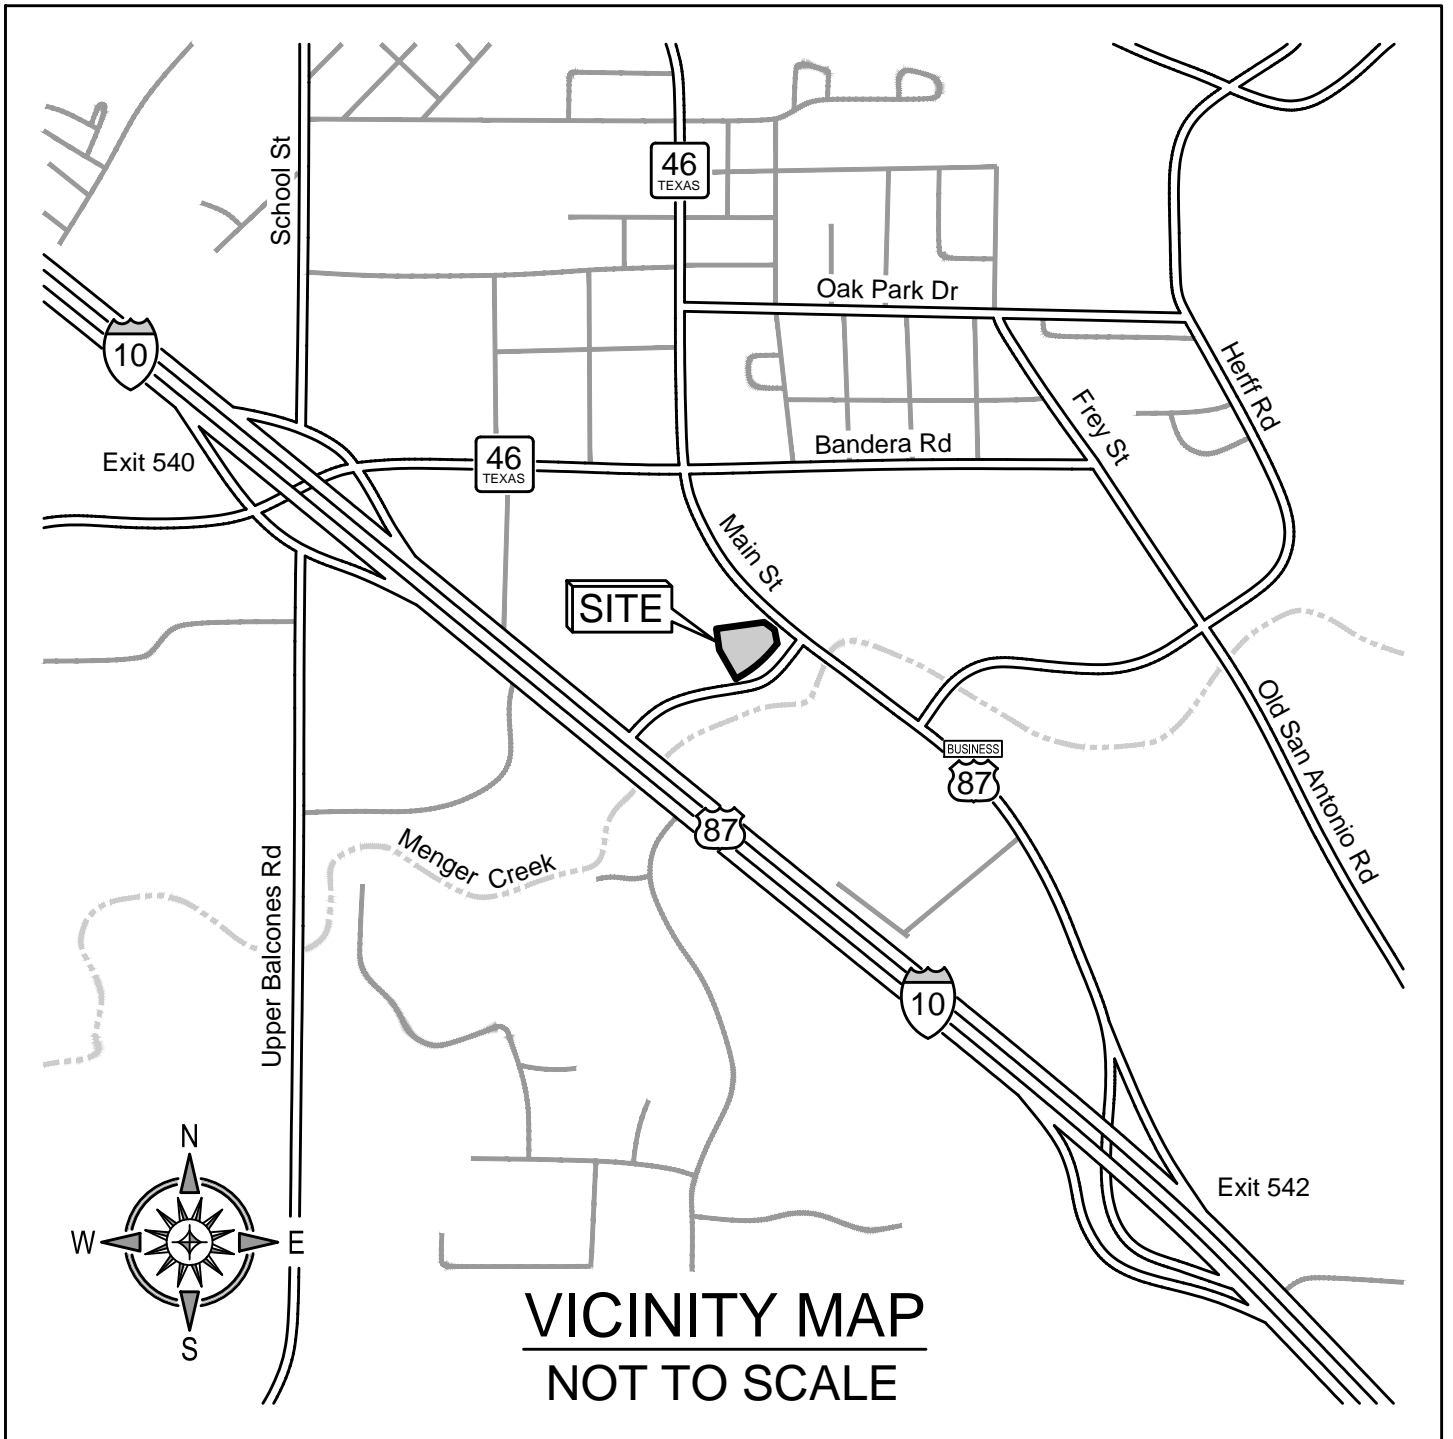 School St
46
TEXAS
Oak Park Dr
10
Herff Rd
Frey St
Exit 540
46
TEXAS
Bandera Rd
Main St
SITE
Old San Antonio Rd
BUSINESS
87
87
Menger Creek
Upper Balcones Rd
10
N
W
E
S
Exit 542
VICINITY MAP
NOT TO SCALE